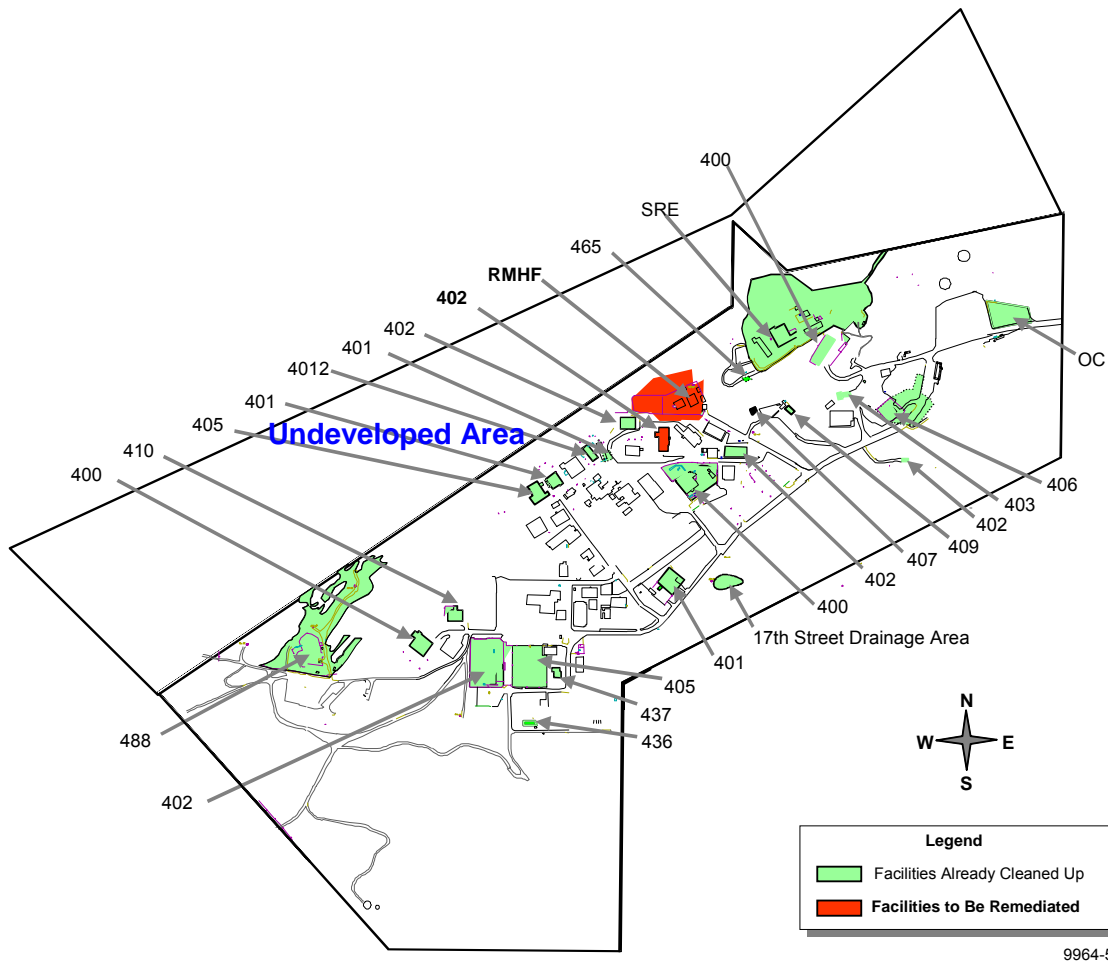 400
SRE
465
RMHF
402
402
401
4012
401
405
Undeveloped Area
410
400
OC
406
403
402
409
407
402
400
17th Street Drainage Area
401
405
437
436
488
402
N
W E
S
Legend
Facilities Already Cleaned Up
Facilities to Be Remediated
9964-5